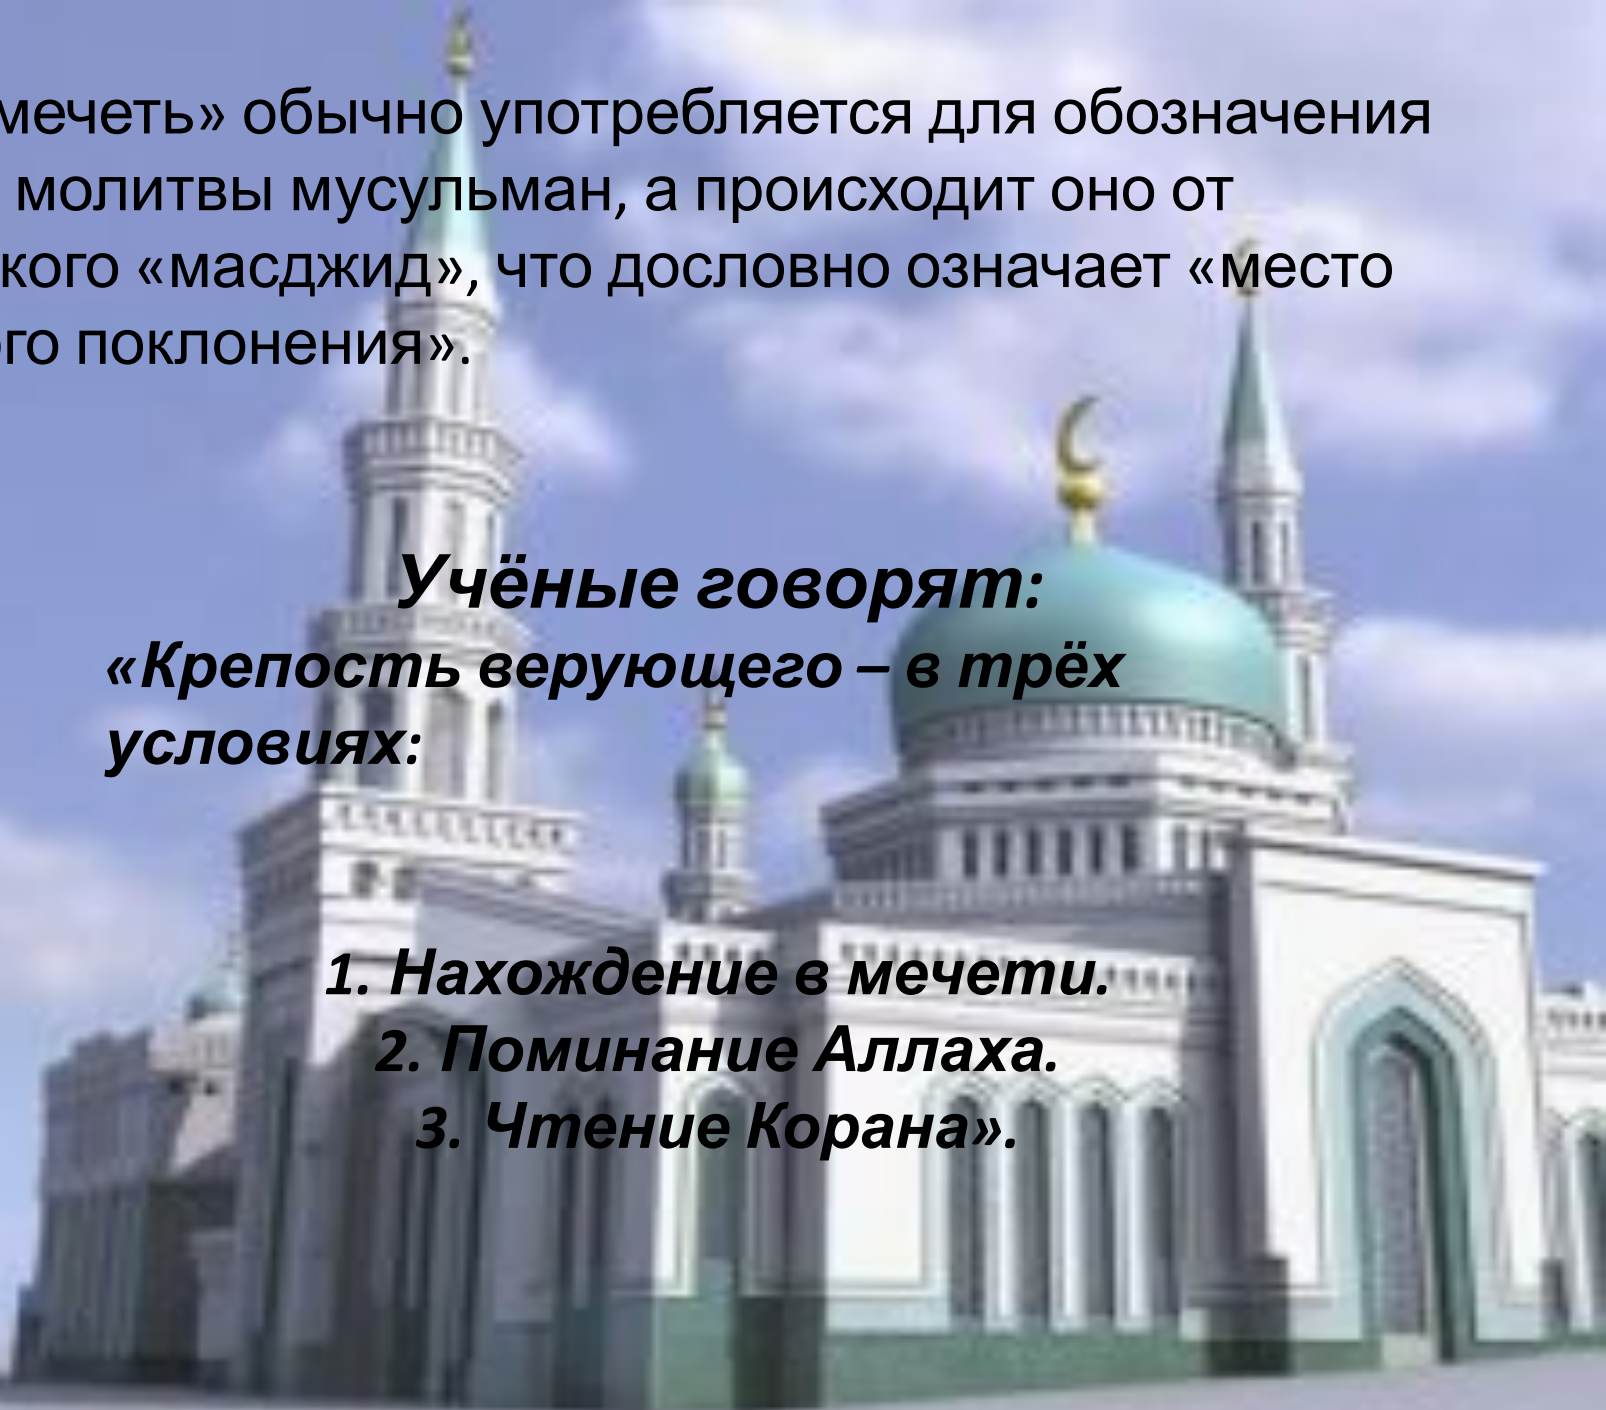 мечеть» обычно употребляется для обозначения
молитвы мусульман, а происходит оно от
кого «масджид», что дословно означает «место
го поклонения».
Учёные говорят:
«Крепость верующего – в трёх
условиях:
1. Нахождение в мечети.
2. Поминание Аллаха.
3. Чтение Корана».